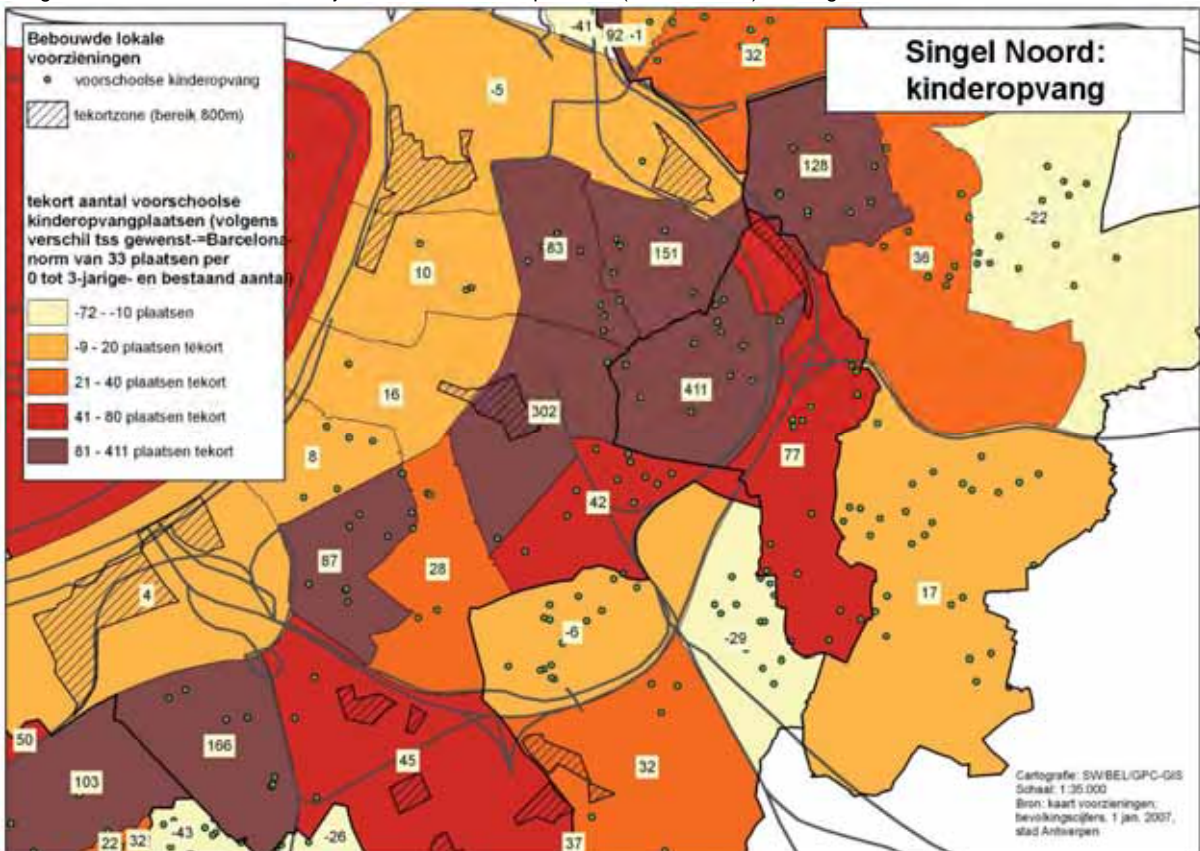 Bebouwde lokale
voorzieningen
voorschoolse kinderopvang
tekortzone (bereik 800m)
tekort aantal voorschoolse
kinderopvangplaatsen (volgens
verschil tss gewenst-=Barcelona-
norm van 33 plaatsen per
0 tot 3-jarige- en bestaand aantal)
-72 - -10 plaatsen
-9 - 20 plaatsen tekort
21 - 40 plaatsen tekort
41 - 80 plaatsen tekort
81 - 411 plaatsen tekort
Singel Noord:
kinderopvang
-41
92
-1
32
-5
128
-22
83
151
36
10
16
302
411
8
77
42
87
28
4
17
-6
-29
50
166
45
32
103
22
32
-43
-26
37
Cartografie: SW/BEL/GPC-GIS
Schaal: 1:35.000
Bron: kaart voorzieningen;
bevolkingscijfers, 1 jan. 2007,
stad Antwerpen